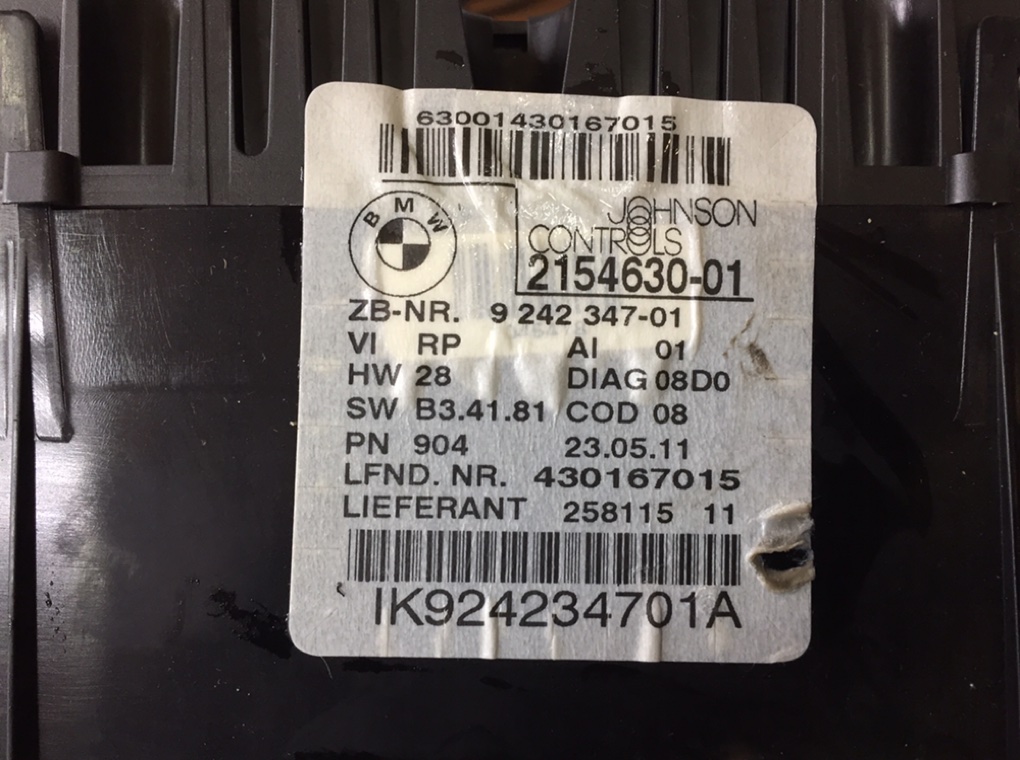 63001430167015
BMW
JOHNSON
CONTROLS
2154630-01
ZB-NR. 9 242 347-01
VI RP AI 01
HW 28 DIAG 08D0
SW B3.41.81 COD 08
PN 904 23.05.11
LFND. NR. 430167015
LIEFERANT 258115 11
IK924234701A